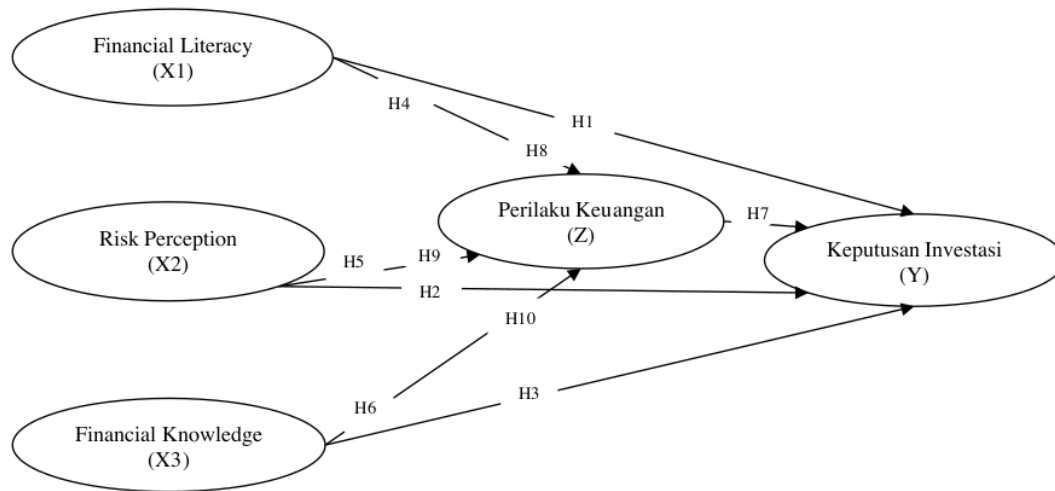 Financial Literacy
(X1)
H4
H1
H8
Perilaku Keuangan
(Z)
H7
Risk Perception
(X2)
H5
H9
H2
Keputusan Investasi
(Y)
H10
H6
H3
Financial Knowledge
(X3)